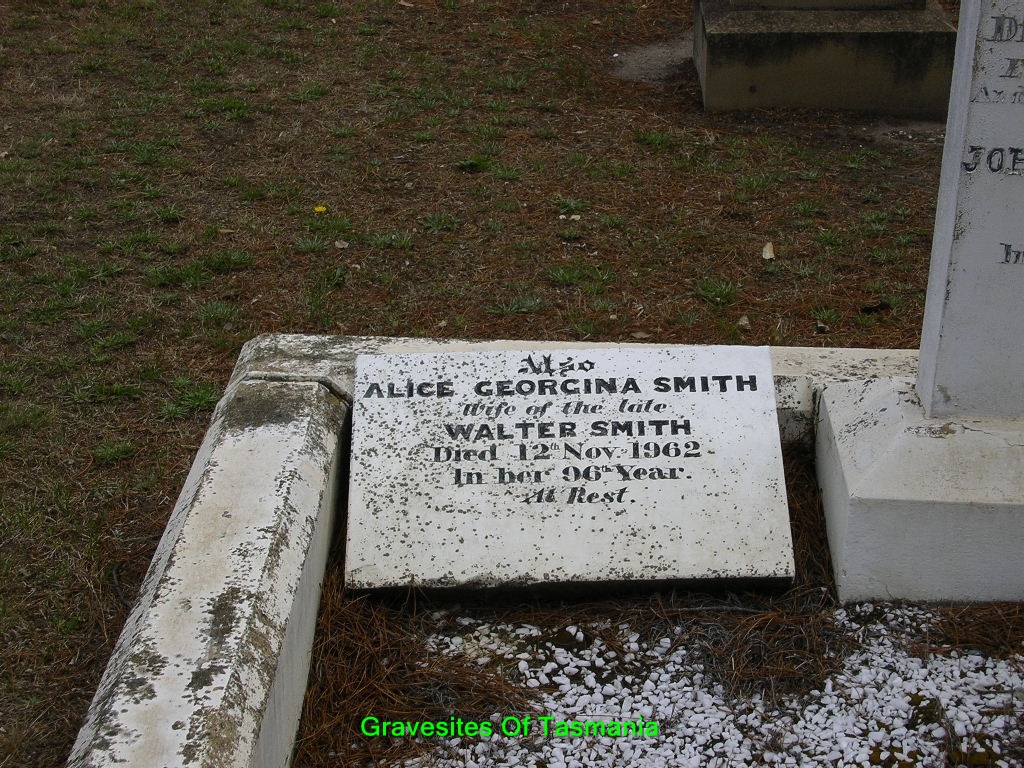 Also
ALICE GEORGINA SMITH
Wife of the late
WALTER SMITH
Died 12th Nov. 1962
In her 96th Year.
At Rest.
Gravesites Of Tasmania